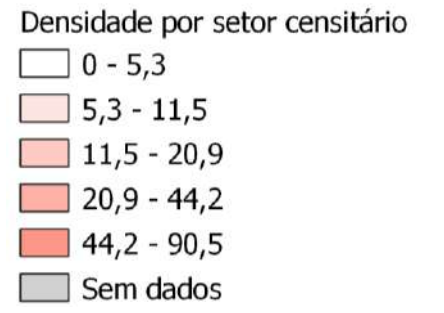 Densidade por setor censitário
0 - 5,3
5,3 - 11,5
11,5 - 20,9
20,9 - 44,2
44,2 - 90,5
Sem dados